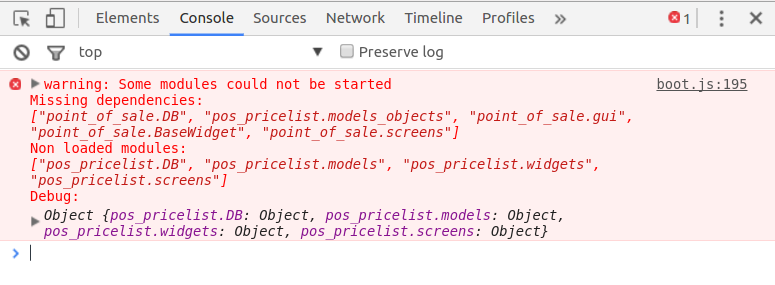 Elements Console Sources Network Timeline Profiles » 1
top Preserve log
warning: Some modules could not be started boot.js:195
Missing dependencies:
["point_of_sale.DB", "pos_pricelist.models_objects", "point_of_sale.gui",
"point_of_sale.BaseWidget", "point_of_sale.screens"]
Non loaded modules:
["pos_pricelist.DB", "pos_pricelist.models", "pos_pricelist.widgets",
"pos_pricelist.screens"]
Debug:
Object {pos_pricelist.DB: Object, pos_pricelist.models: Object,
pos_pricelist.widgets: Object, pos_pricelist.screens: Object}